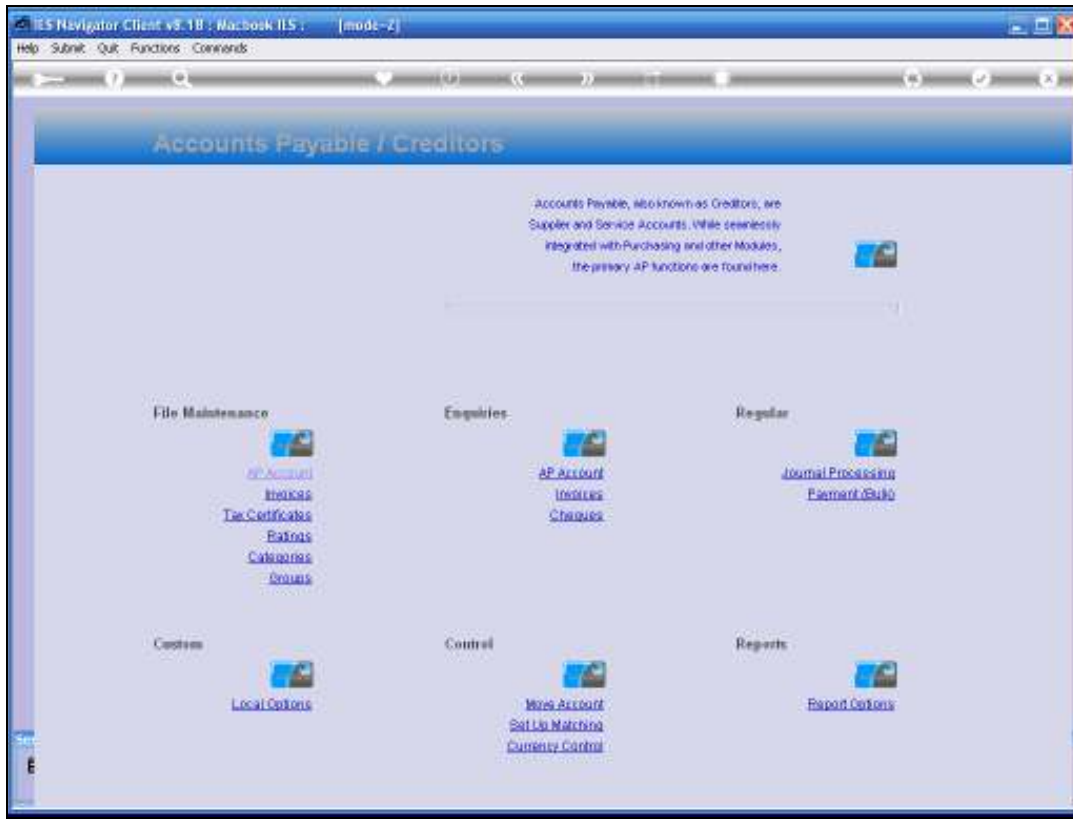 IES Navigator Client v9.1B : Macbook IES : [mode-Z]
Help Submit Quit Functions Commands
Accounts Payable / Creditors
Accounts Payable, also known as Creditors, are
Supplier and Service Accounts. While seamlessly
integrated with Purchasing and other Modules,
the primary AP functions are found here.
File Maintenance
AP Account
Invoices
Tax Certificates
Ratings
Categories
Groups
Enquiries
AP Account
Invoices
Cheques
Regular
Journal Processing
Payment (Bulk)
Custom
Local Options
Control
Move Account
Set Up Matching
Currency Control
Reports
Report Options